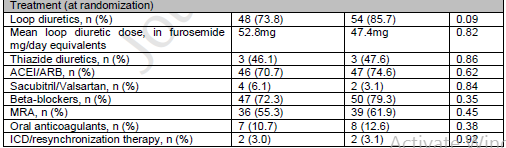 Treatment (at randomization)
Loop diuretics, n (%) 48 (73.8) 54 (85.7) 0.09
Mean loop diuretic dose, in furosemide mg/day equivalents 52.8mg 47.4mg 0.82
Thiazide diuretics, n (%) 3 (46.1) 3 (47.6) 0.86
ACEI/ARB, n (%) 46 (70.7) 47 (74.6) 0.62
Sacubitril/Valsartan, n (%) 4 (6.1) 2 (3.1) 0.84
Beta-blockers, n (%) 47 (72.3) 50 (79.3) 0.35
MRA, n (%) 36 (55.3) 39 (61.9) 0.45
Oral anticoagulants, n (%) 7 (10.7) 8 (12.6) 0.38
ICD/resynchronization therapy, n (%) 2 (3.0) 2 (3.1) 0.92
Activate Win